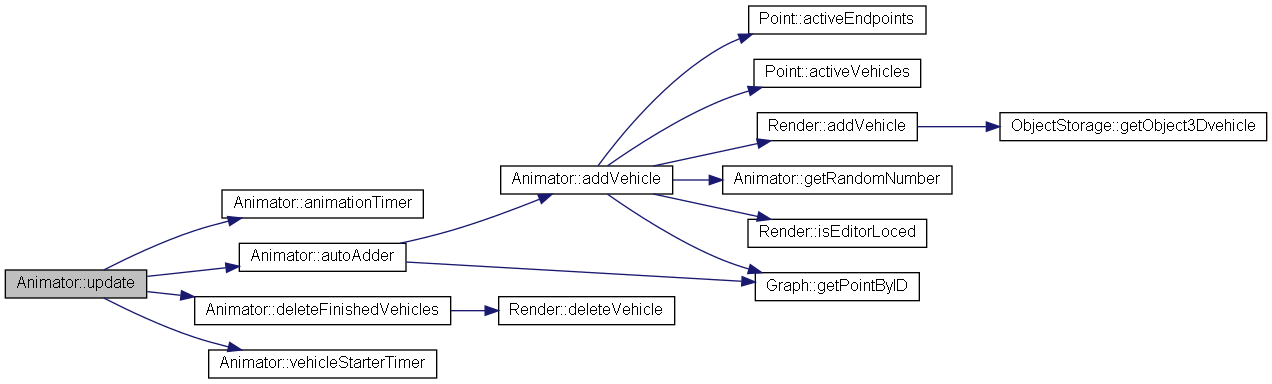 Point::activeEndpoints
Point::activeVehicles
Render::addVehicle
ObjectStorage::getObject3Dvehicle
Animator::addVehicle
Animator::getRandomNumber
Animator::animationTimer
Render::isEditorLoced
Animator::autoAdder
Animator::update
Graph::getPointByID
Animator::deleteFinishedVehicles
Render::deleteVehicle
Animator::vehicleStarterTimer